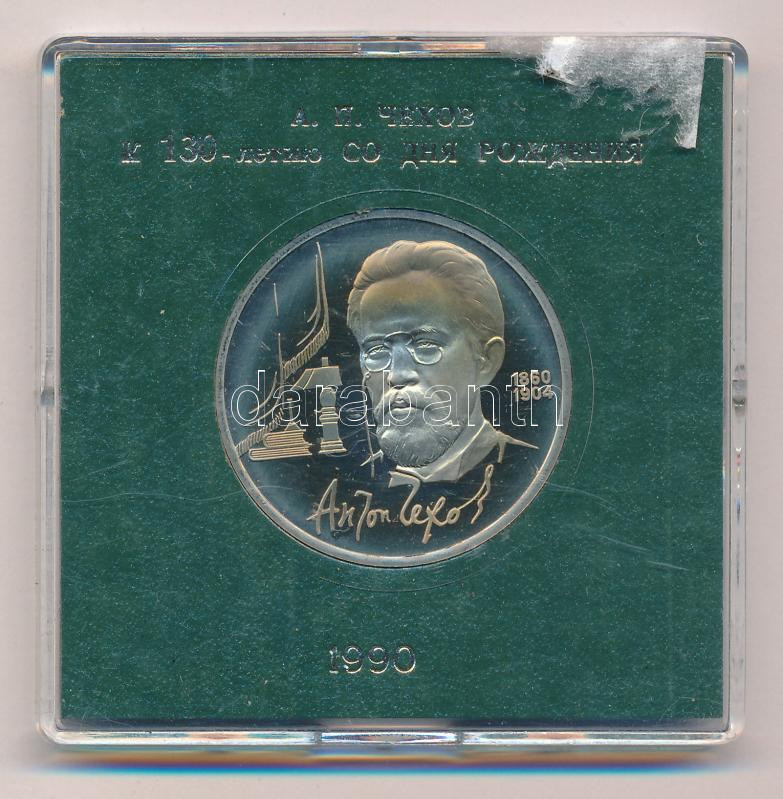 А. П. ЧЕХОВ
К 130-летию СО ДНЯ РОЖДЕНИЯ
1860
1904
darabanth
Антон Чехов
1990